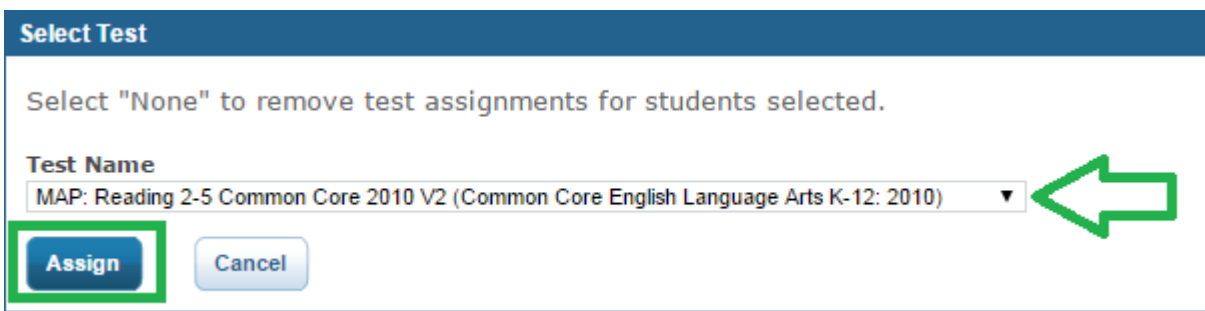 Select Test
Select "None" to remove test assignments for students selected.
Test Name
MAP: Reading 2-5 Common Core 2010 V2 (Common Core English Language Arts K-12: 2010)
Assign Cancel